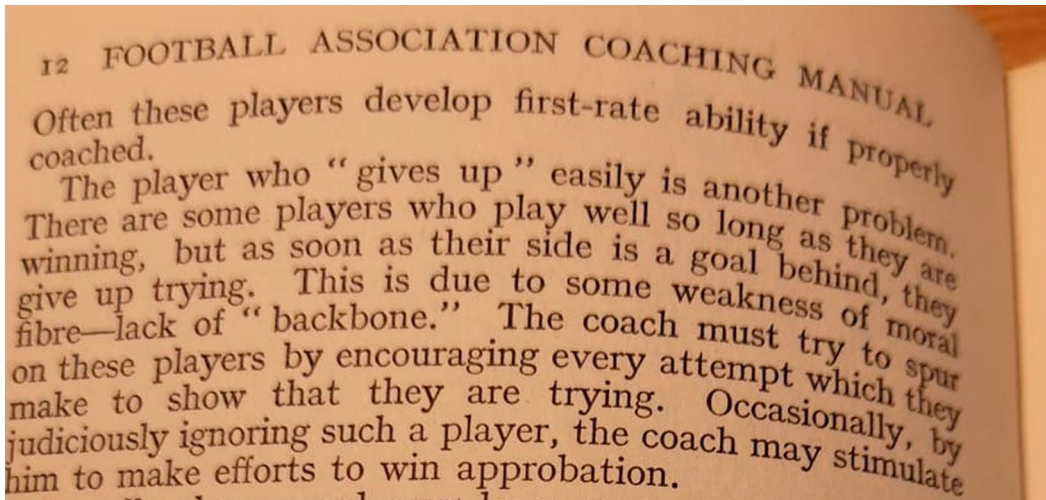 12 FOOTBALL ASSOCIATION COACHING MANUAL
Often these players develop first-rate ability if properly
coached.
The player who “ gives up ” easily is another problem.
There are some players who play well so long as they are
winning, but as soon as their side is a goal behind, they
give up trying. This is due to some weakness of moral
fibre—lack of “ backbone.” The coach must try to spur
on these players by encouraging every attempt which they
make to show that they are trying. Occasionally, by
judiciously ignoring such a player, the coach may stimulate
him to make efforts to win approbation.